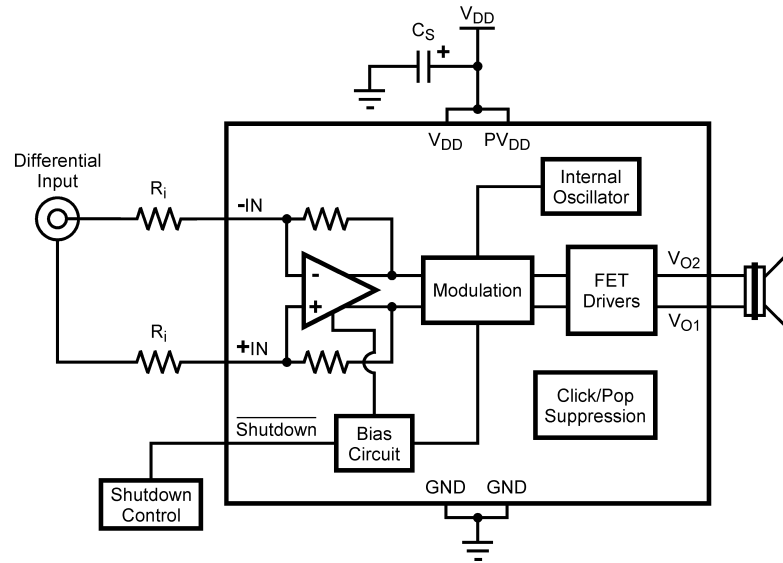 V_DD
C_S +
V_DD PV_DD
Differential
Input
R_i
-IN
Internal
Oscillator
-
+
Modulation
FET
Drivers
V_O2
V_O1
R_i
+IN
Click/Pop
Suppression
Shutdown
Bias
Circuit
Shutdown
Control
GND GND